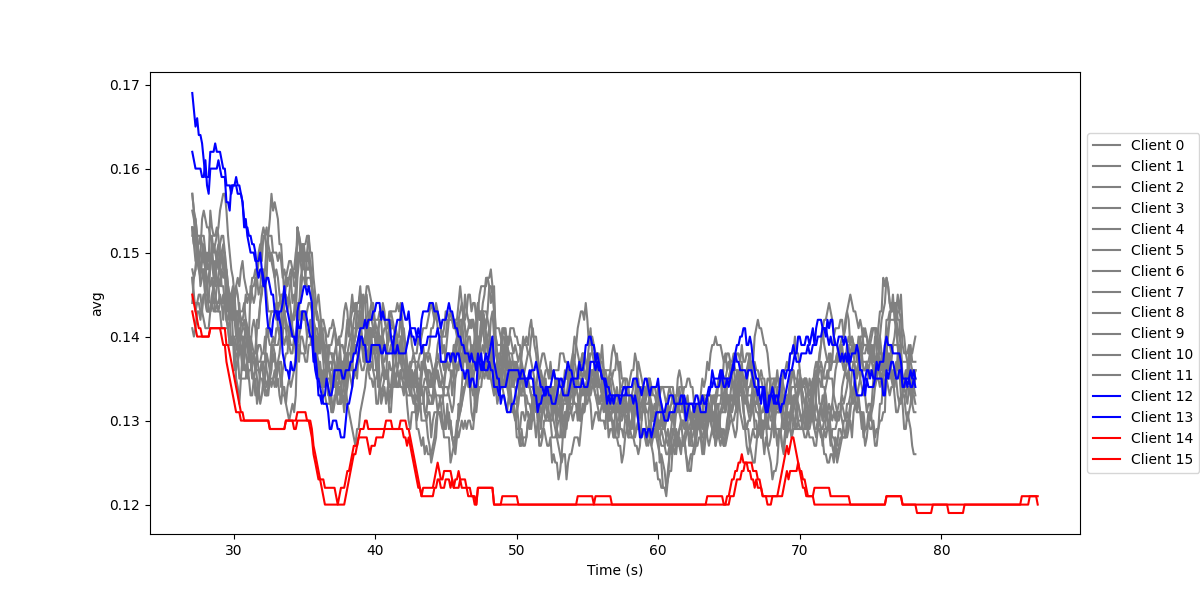 0.17
0.16
0.15
0.14
0.13
0.12
avg
30
40
50
60
70
80
Time (s)
Client 0
Client 1
Client 2
Client 3
Client 4
Client 5
Client 6
Client 7
Client 8
Client 9
Client 10
Client 11
Client 12
Client 13
Client 14
Client 15